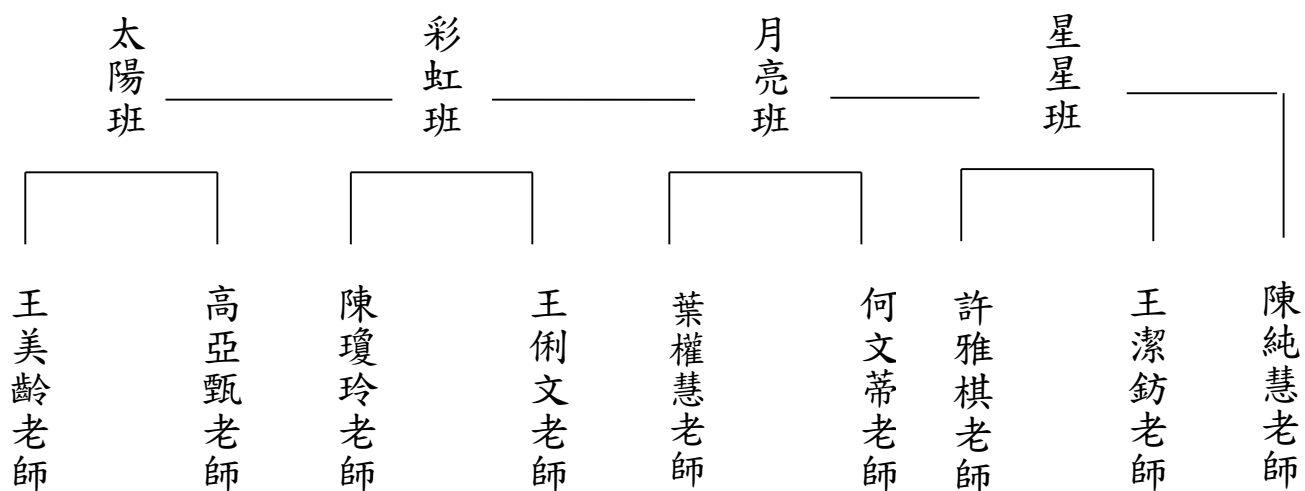 太陽班
彩虹班
月亮班
星星班
王美齡老師
高亞甄老師
陳瓊玲老師
王俐文老師
葉權慧老師
何文蒂老師
許雅棋老師
王潔鈁老師
陳純慧老師